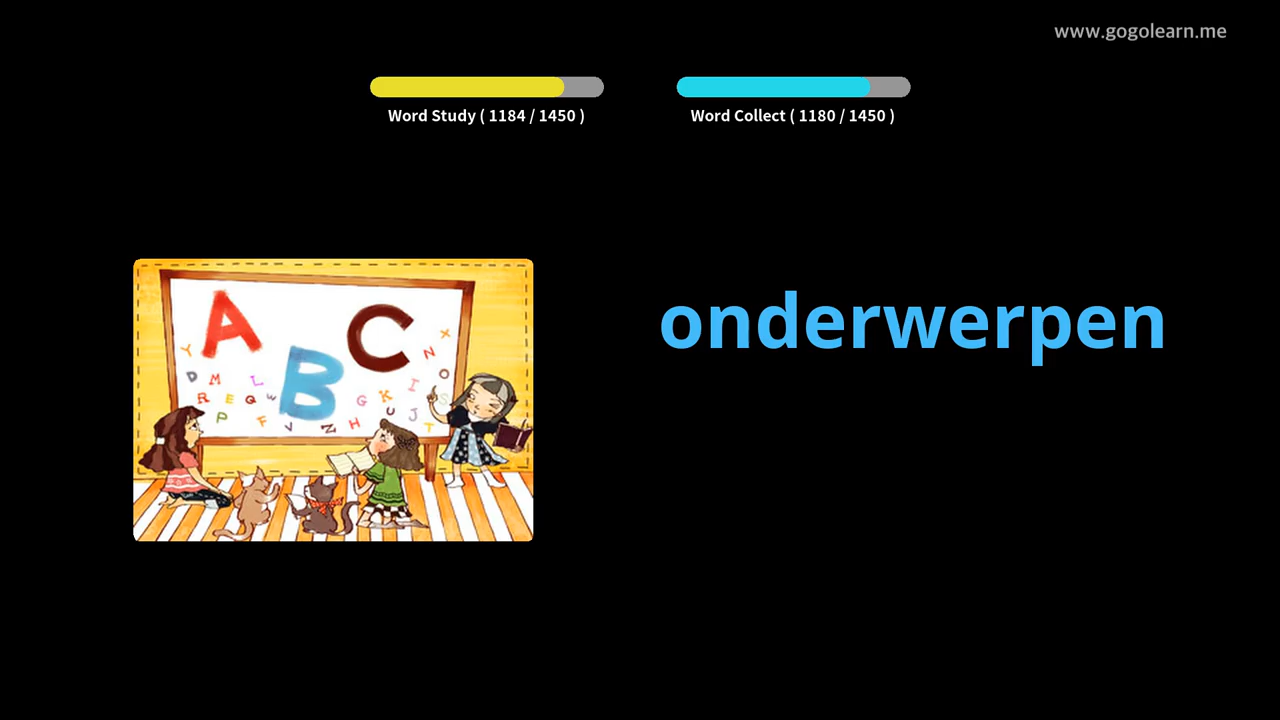 www.gogolearn.me
Word Study ( 1184 / 1450 )
Word Collect ( 1180 / 1450 )
onderwerpen
A
B
C
Y
D M L
R E Q W
P F V Z H
G K I N X
O
U J S
T